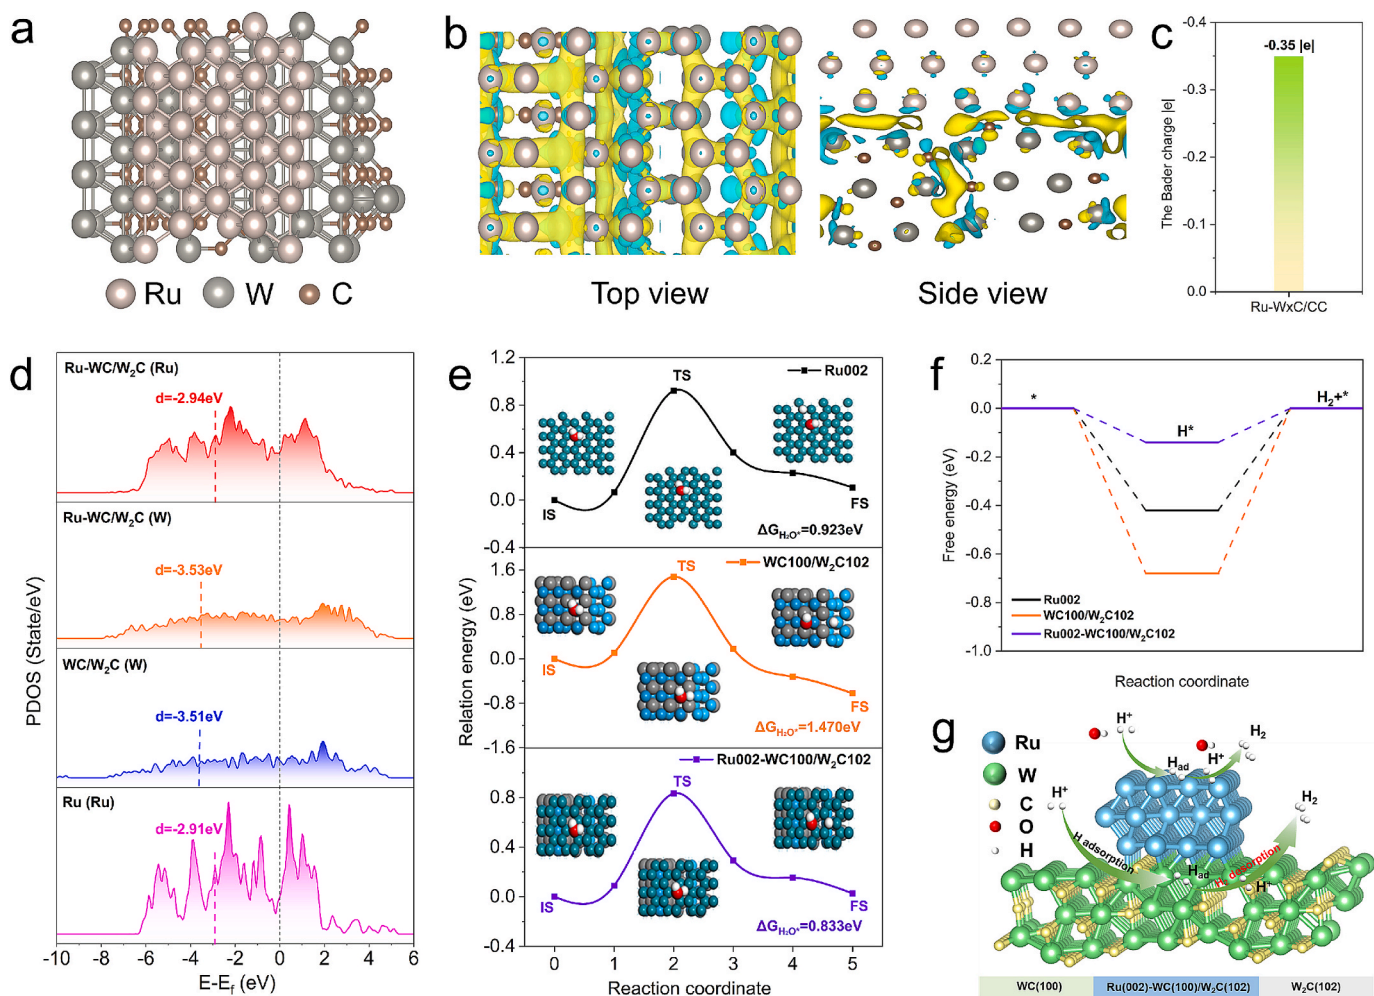 a
Ru W C
b
Top view
Side view
c
The Bader charge |e|
-0.4
-0.3
-0.2
-0.1
0.0
-0.35 |e|
Ru-WxC/CC
d
PDOS (State/eV)
Ru-WC/W₂C (Ru)
d=-2.94eV
Ru-WC/W₂C (W)
d=-3.53eV
WC/W₂C (W)
d=-3.51eV
Ru (Ru)
d=-2.91eV
-10 -8 -6 -4 -2 0 2 4 6
E-Ef (eV)
e
Relation energy (eV)
1.2
0.8
0.4
0.0
-0.4
TS
Ru002
IS
FS
ΔG_H₂O*=0.923eV
1.6
0.8
0.0
-0.8
-1.6
TS
WC100/W₂C102
IS
FS
ΔG_H₂O*=1.470eV
0.8
0.4
0.0
-0.4
TS
Ru002-WC100/W₂C102
IS
FS
ΔG_H₂O*=0.833eV
0 1 2 3 4 5
Reaction coordinate
f
Free energy (eV)
0.2
0.0
-0.2
-0.4
-0.6
-0.8
-1.0
*
H*
H₂+*
Ru002
WC100/W₂C102
Ru002-WC100/W₂C102
Reaction coordinate
g
Ru
W
C
O
H
H⁺
H_ad
H⁺
H₂
H⁺
H adsorption
H_ad
H₂ desorption
H⁺
H₂
WC(100) Ru(002)-WC(100)/W₂C(102) W₂C(102)